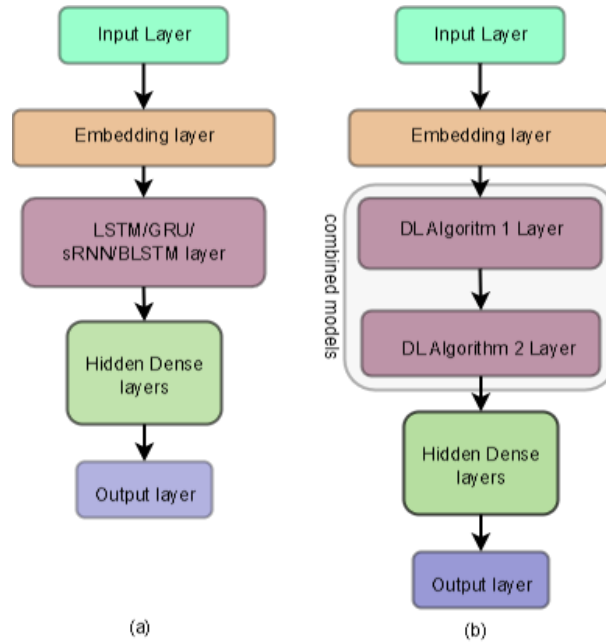 Input Layer
Embedding layer
LSTM/GRU/
sRNN/BLSTM layer
Hidden Dense
layers
Output layer
(a)
Input Layer
Embedding layer
combined models
DL Algoritm 1 Layer
DL Algorithm 2 Layer
Hidden Dense
layers
Output layer
(b)